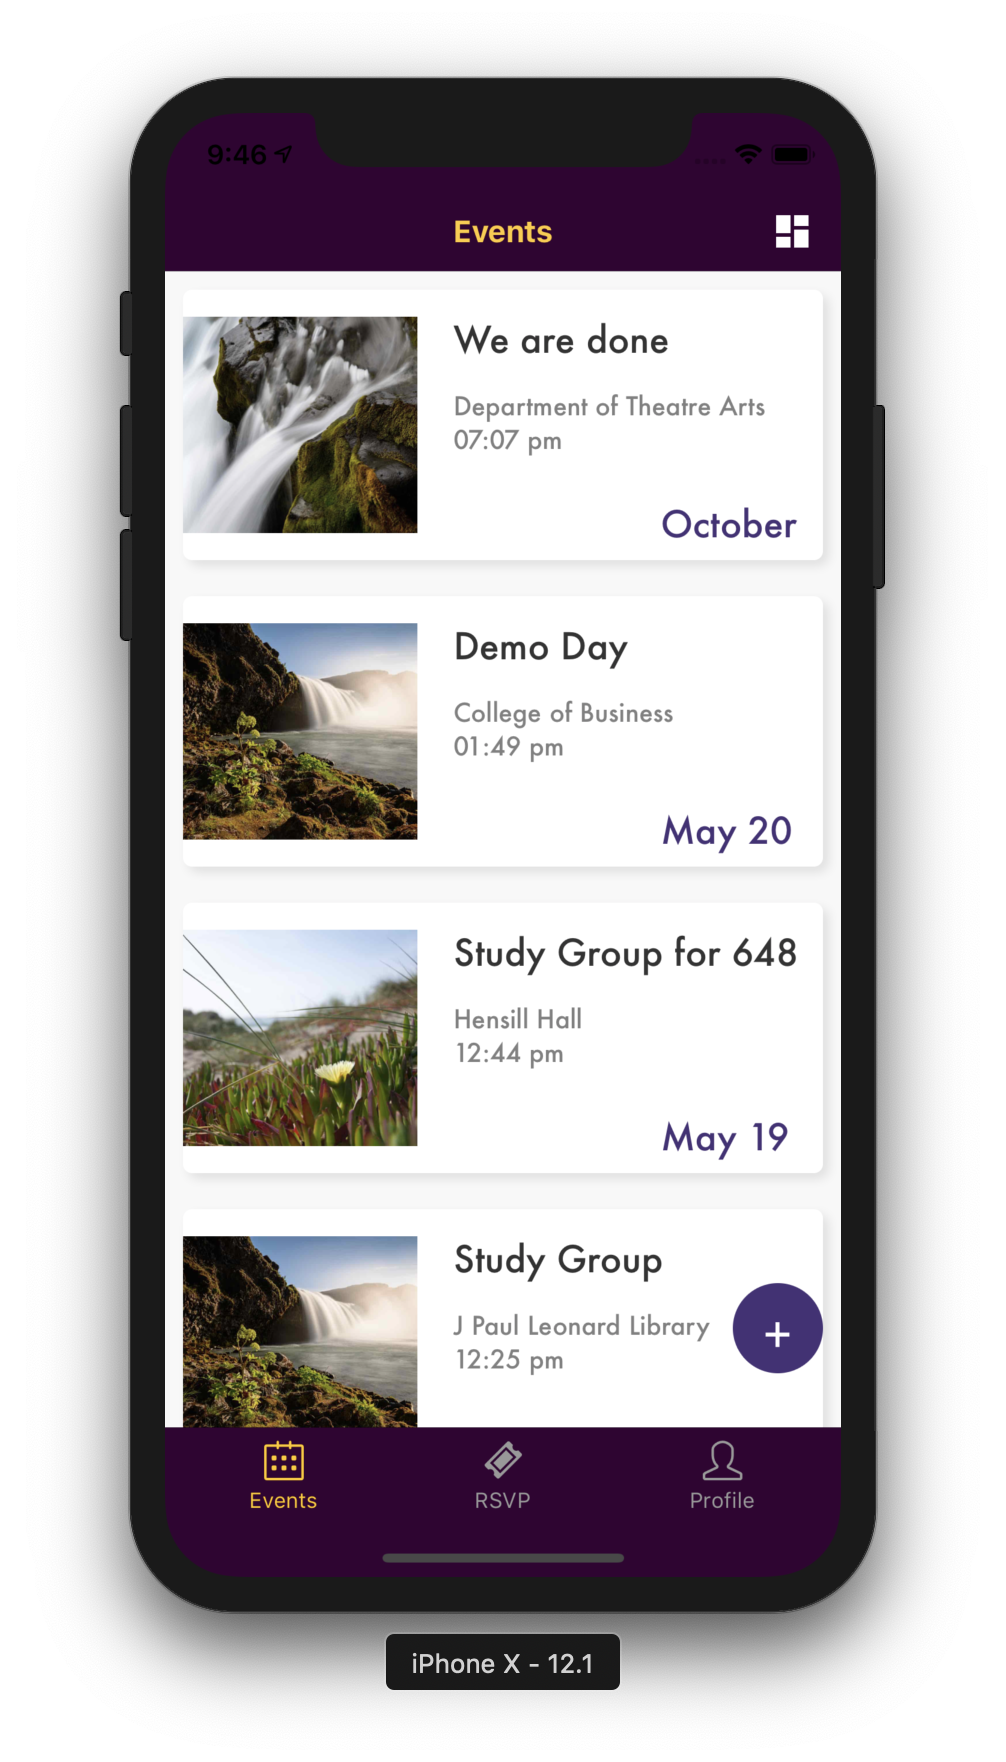 9:46
Events
We are done
Department of Theatre Arts
07:07 pm
October
Demo Day
College of Business
01:49 pm
May 20
Study Group for 648
Hensill Hall
12:44 pm
May 19
Study Group
J Paul Leonard Library
12:25 pm
+
Events
RSVP
Profile
iPhone X - 12.1